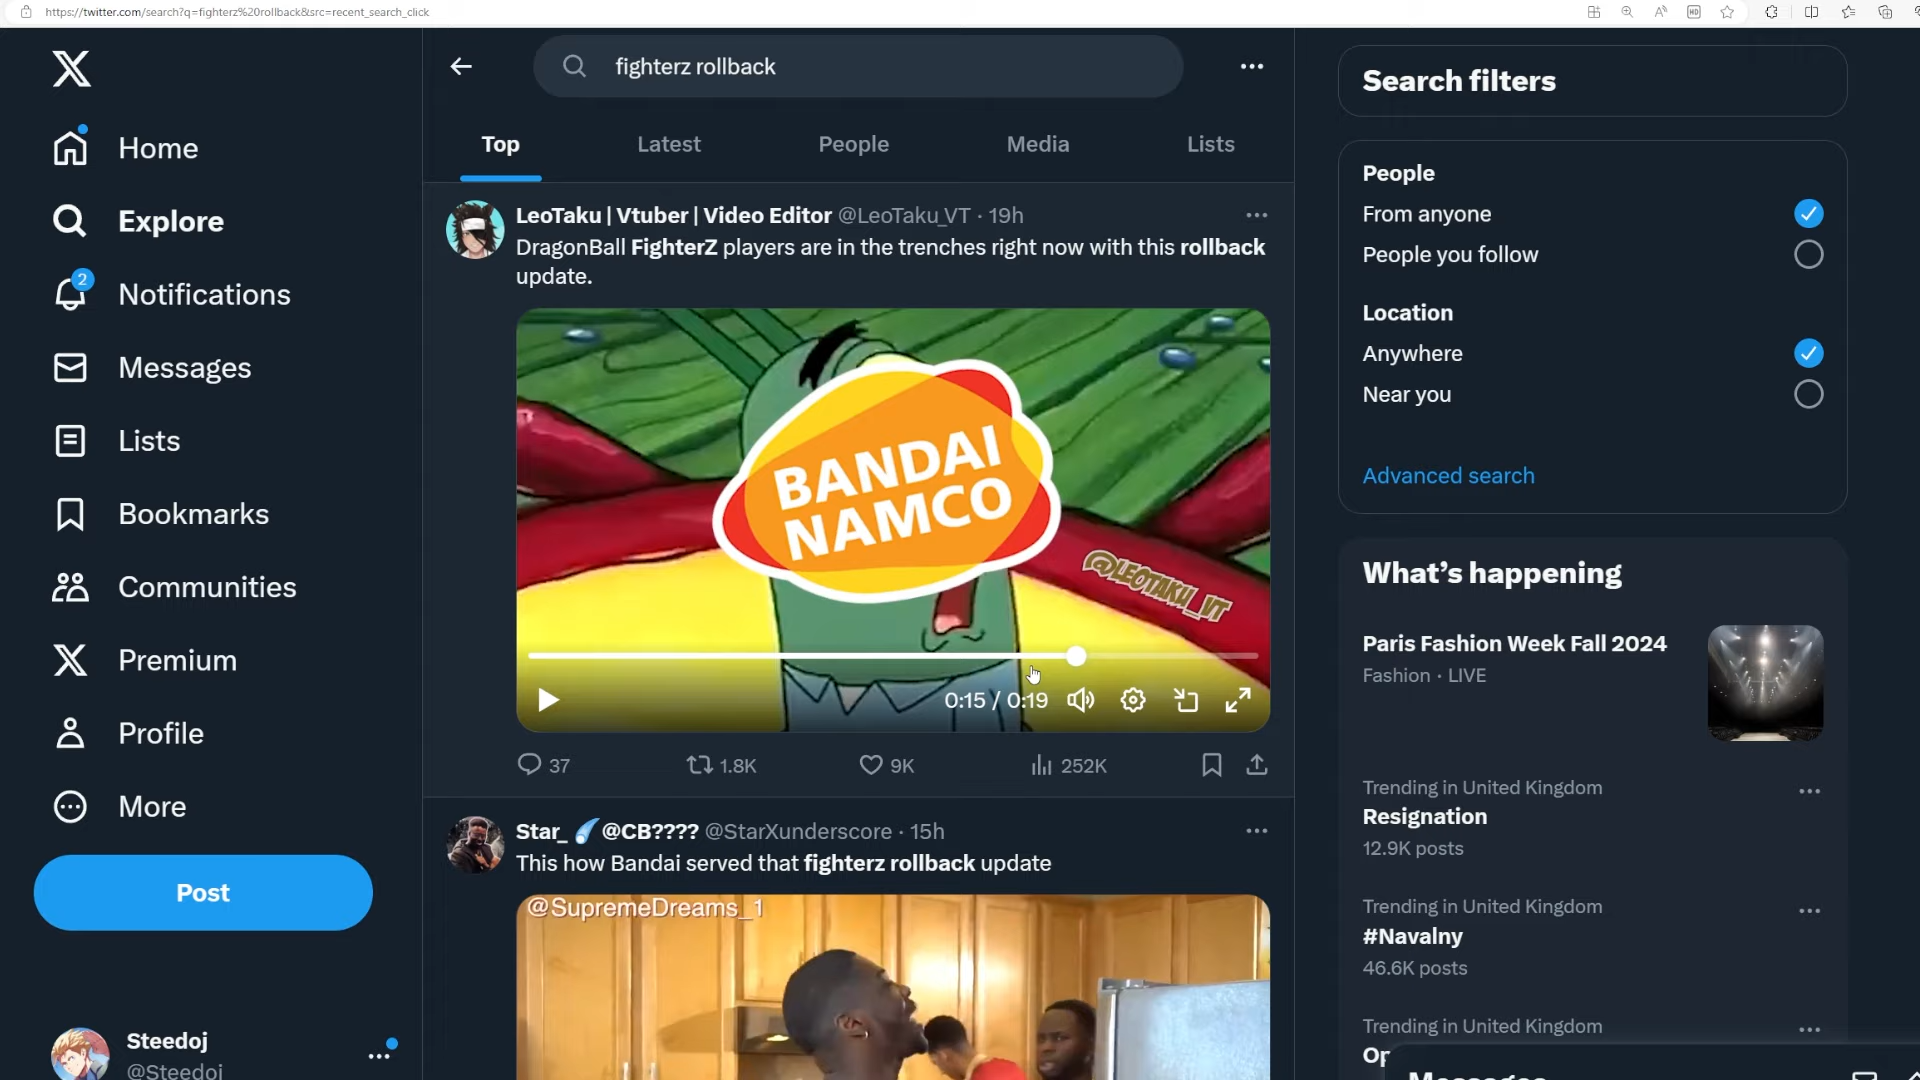 https://twitter.com/search?q=fighterz%20rollback&src=recent_search_click
Home
Explore
2
Notifications
Messages
Lists
Bookmarks
Communities
Premium
Profile
More
Post
Steedoj
@Steedoj
fighterz rollback
Top
Latest
People
Media
Lists
LeoTaku | Vtuber | Video Editor @LeoTaku_VT · 19h
DragonBall FighterZ players are in the trenches right now with this rollback
update.
BANDAI
NAMCO
@LEOTAKU_VT
0:15 / 0:19
37
1.8K
9K
252K
Star_ @CB???? @StarXunderscore · 15h
This how Bandai served that fighterz rollback update
@SupremeDreams_1
Search filters
People
From anyone
People you follow
Location
Anywhere
Near you
Advanced search
What's happening
Paris Fashion Week Fall 2024
Fashion · LIVE
Trending in United Kingdom
Resignation
12.9K posts
Trending in United Kingdom
#Navalny
46.6K posts
Trending in United Kingdom
Messages